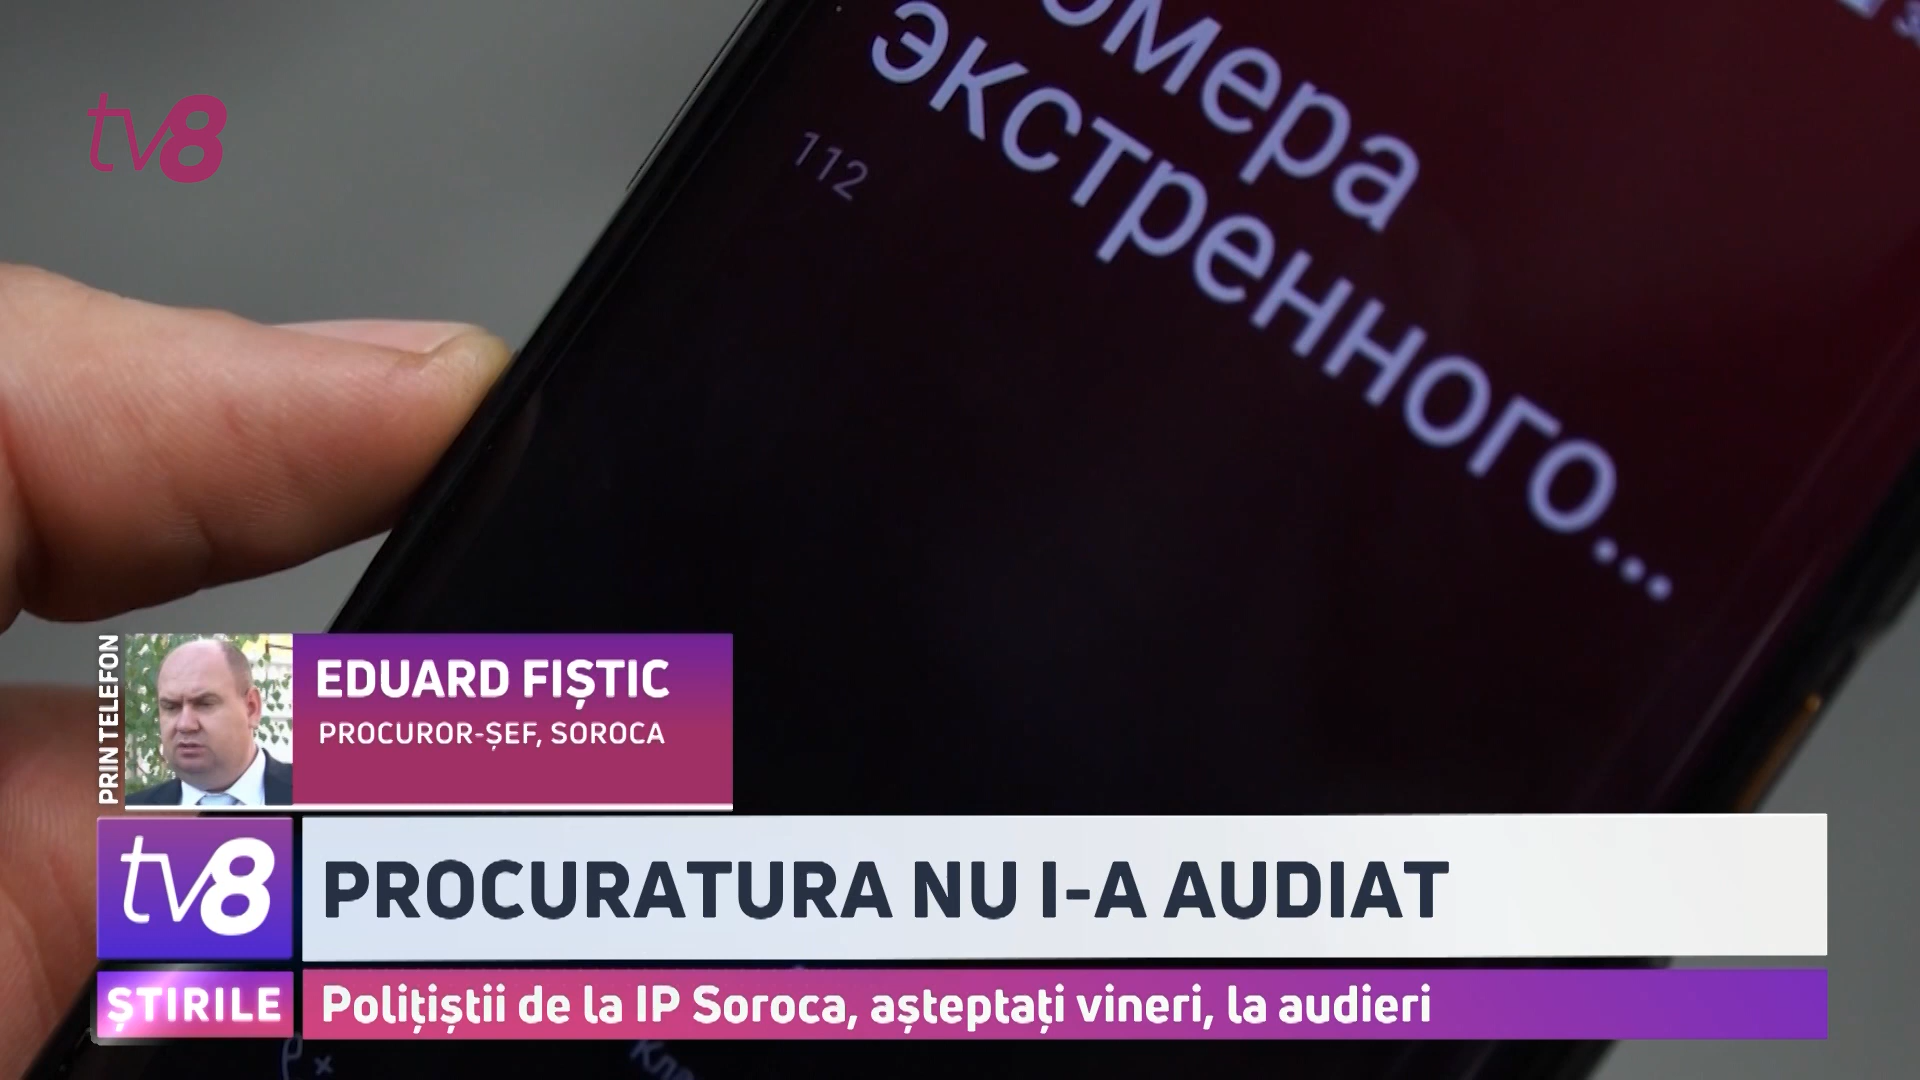 tv8
экстренного...
112
PRIN TELEFON
EDUARD FIȘTIC
PROCUROR-ȘEF, SOROCA
tv8
PROCURATURA NU I-A AUDIAT
ȘTIRILE
Polițiștii de la IP Soroca, așteptați vineri, la audieri